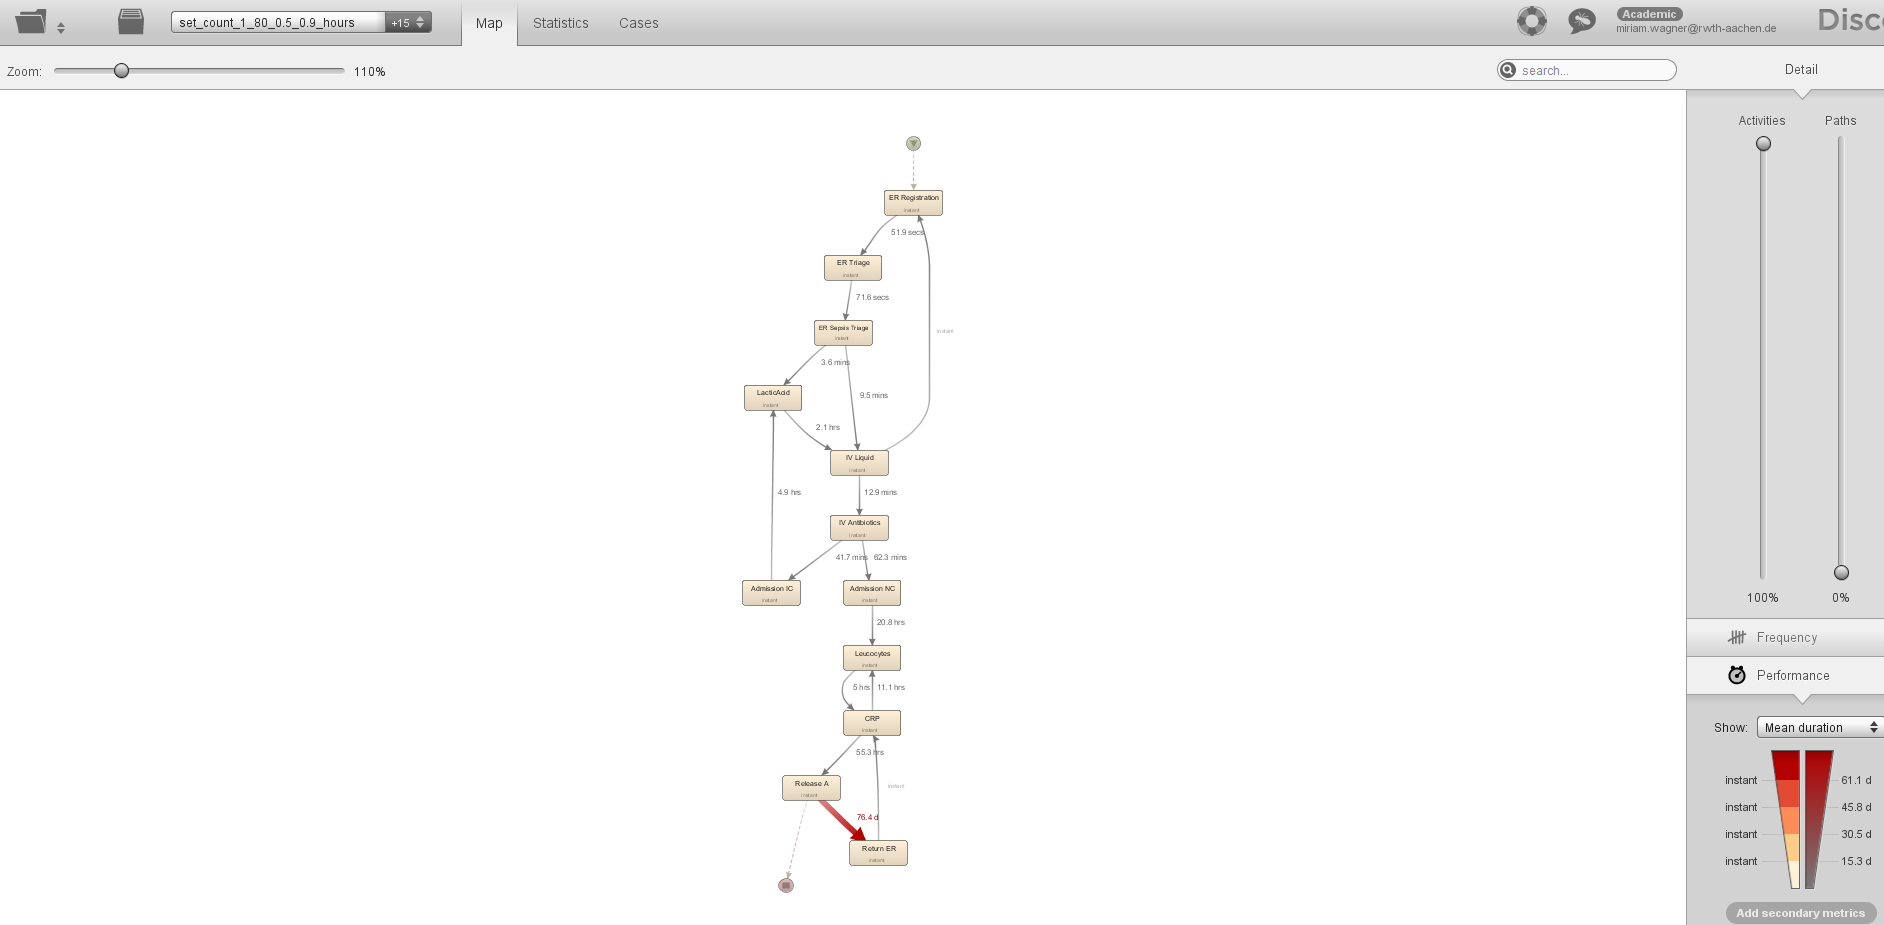 set_count_1_80_0.5_0.9_hours +15
Map Statistics Cases
Academic
miriam.wagner@rwth-aachen.de
Disc
Zoom: 110%
search...
Detail
Activities Paths
100% 0%
Frequency
Performance
Show: Mean duration
instant 61.1 d
instant 45.8 d
instant 30.5 d
instant 15.3 d
Add secondary metrics
ER Registration
instant
51.9 secs
ER Triage
instant
71.6 secs
ER Sepsis Triage
instant
instant
3.6 mins
LacticAcid
instant
9.5 mins
2.1 hrs
IV Liquid
instant
4.9 hrs
12.9 mins
IV Antibiotics
instant
41.7 mins 62.3 mins
Admission IC
instant
Admission NC
instant
20.8 hrs
Leucocytes
instant
5 hrs 11.1 hrs
CRP
instant
55.3 hrs
Release A
instant
instant
76.4 d
Return ER
instant